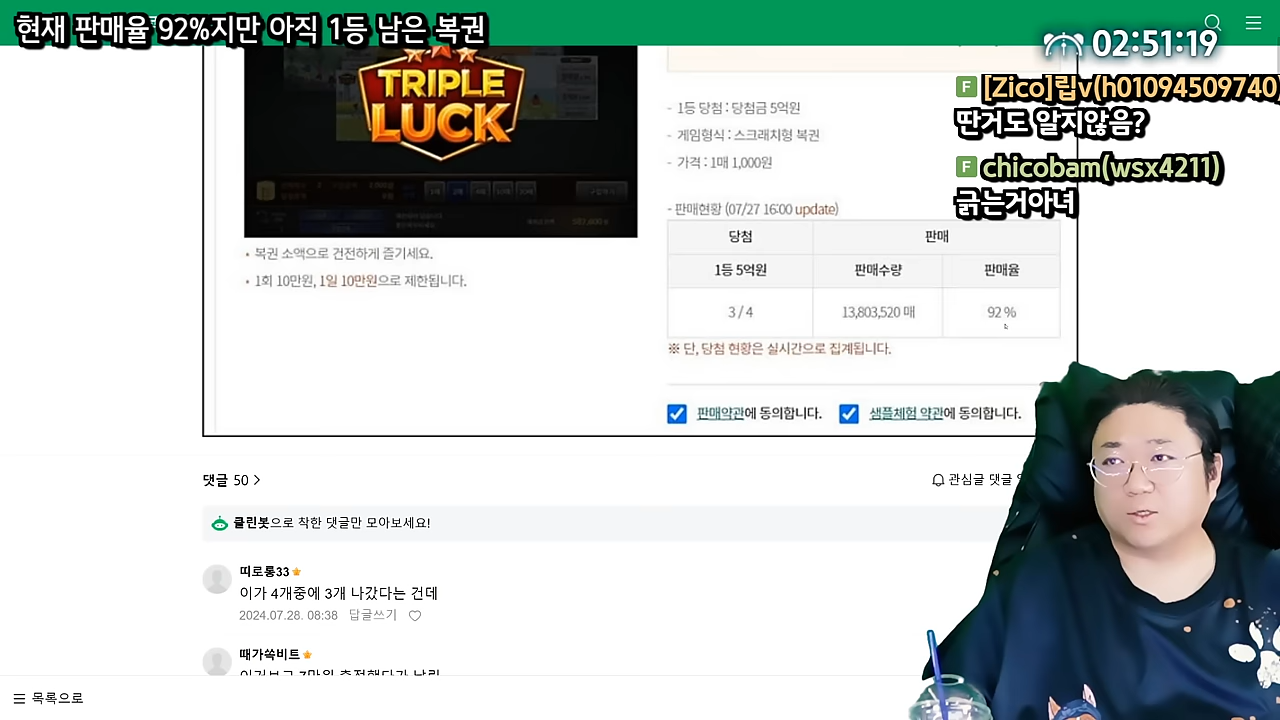 현재 판매율 92%지만 아직 1등 남은 복권
02:51:19
F [Zico]립v(h01094509740)
딴거도 알지않음?
F chicobam(wsx4211)
긁는거아녀
TRIPLE
LUCK
• 복권 소액으로 건전하게 즐기세요.
• 1회 10만원, 1일 10만원으로 제한됩니다.
- 1등 당첨 : 당첨금 5억원
- 게임형식 : 스크래치형 복권
- 가격 : 1매 1,000원
- 판매현황 (07/27 16:00 update)
당첨 판매
1등 5억원 판매수량 판매율
3 / 4 13,803,520 매 92 %
※ 단, 당첨 현황은 실시간으로 집계됩니다.
판매약관에 동의합니다. 샘플체험 약관에 동의합니다.
댓글 50
관심글 댓글
클린봇으로 착한 댓글만 모아보세요!
띠로롱33
이가 4개중에 3개 나갔다는 건데
2024.07.28. 08:38 답글쓰기
때가쏙비트
목록으로